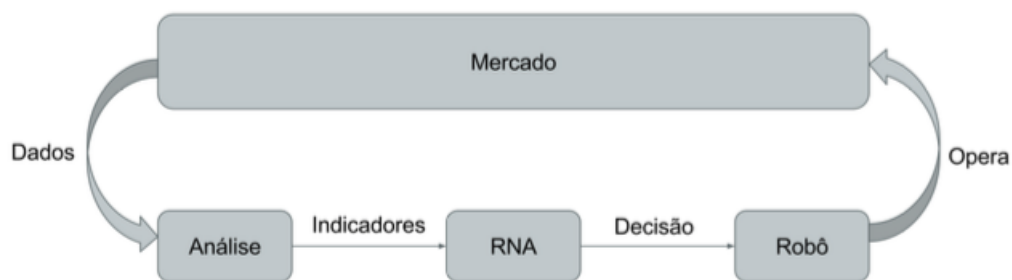 Mercado
Dados
Opera
Indicadores
Decisão
Análise
RNA
Robô